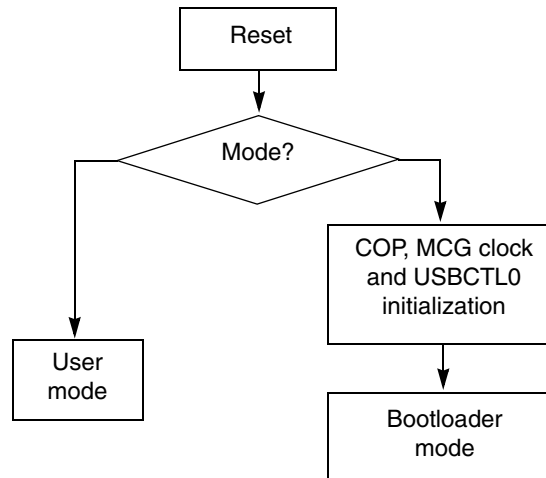 Reset
Mode?
COP, MCG clock
and USBCTL0
initialization
User
mode
Bootloader
mode